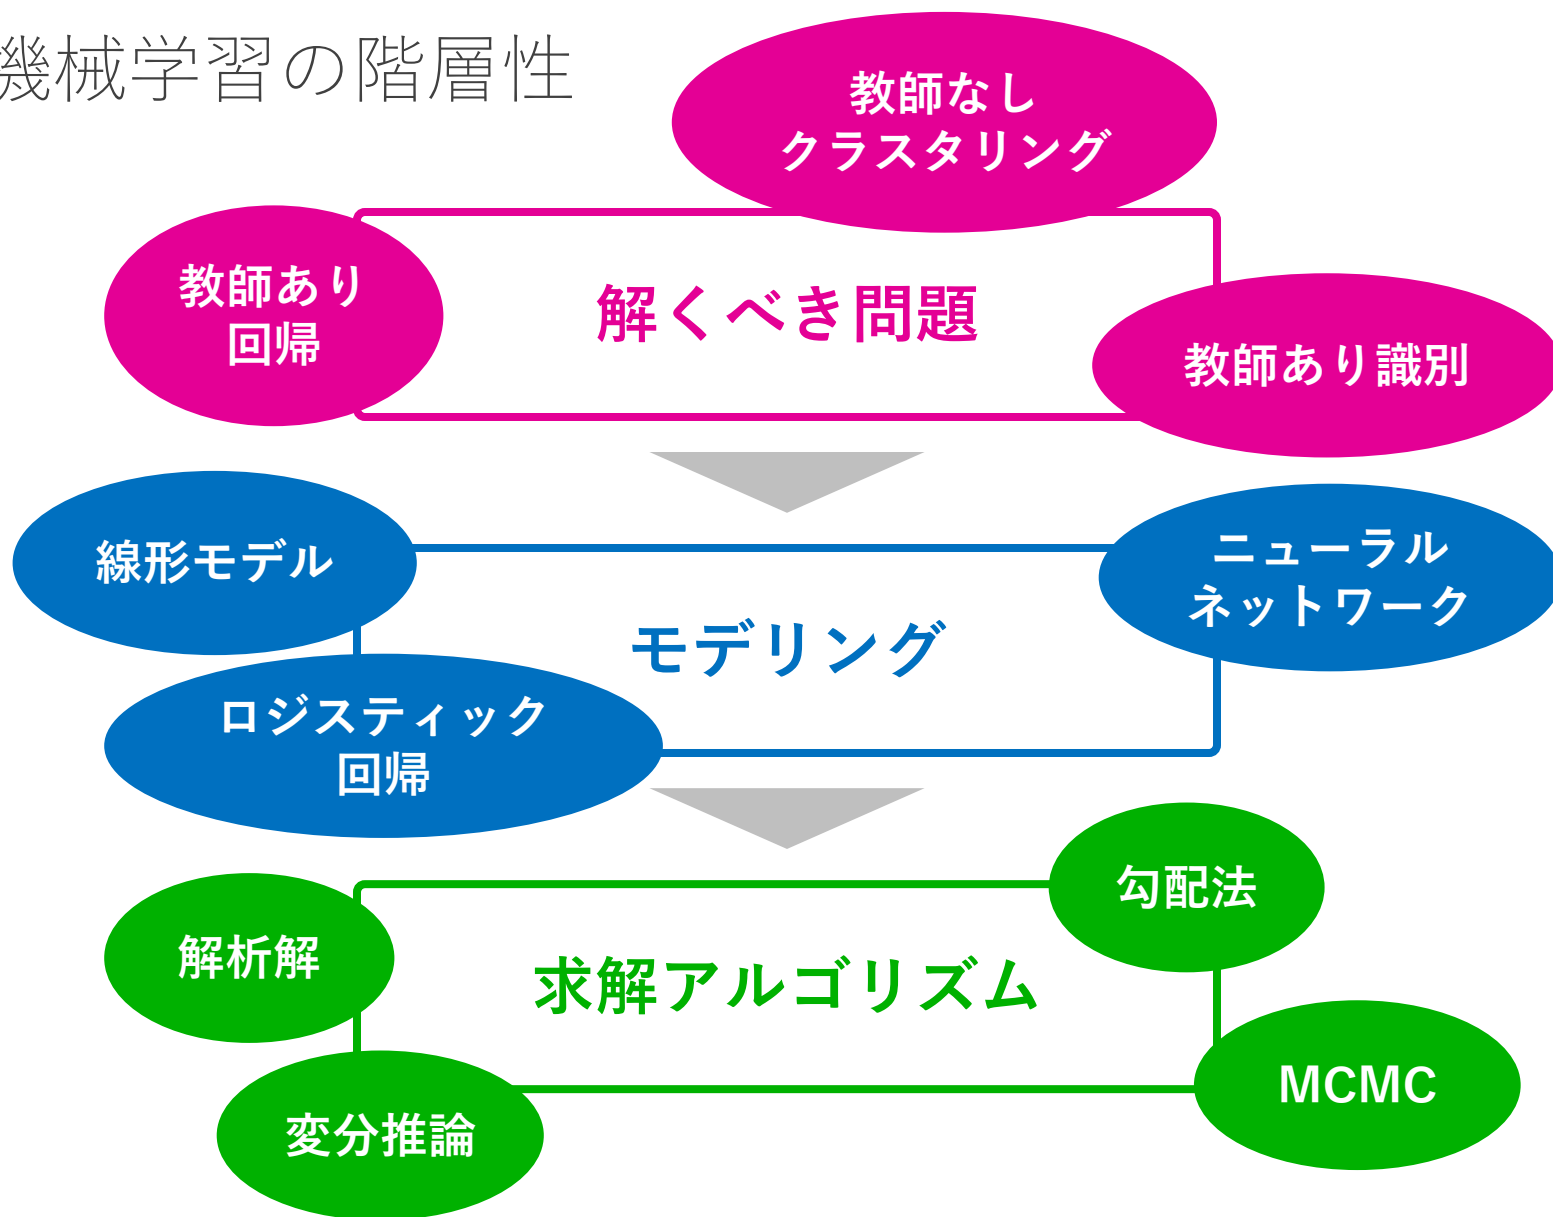 機械学習の階層性
教師なし
クラスタリング
教師あり
回帰
解くべき問題
教師あり識別
線形モデル
ニューラル
ネットワーク
モデリング
ロジスティック
回帰
勾配法
解析解
求解アルゴリズム
MCMC
変分推論